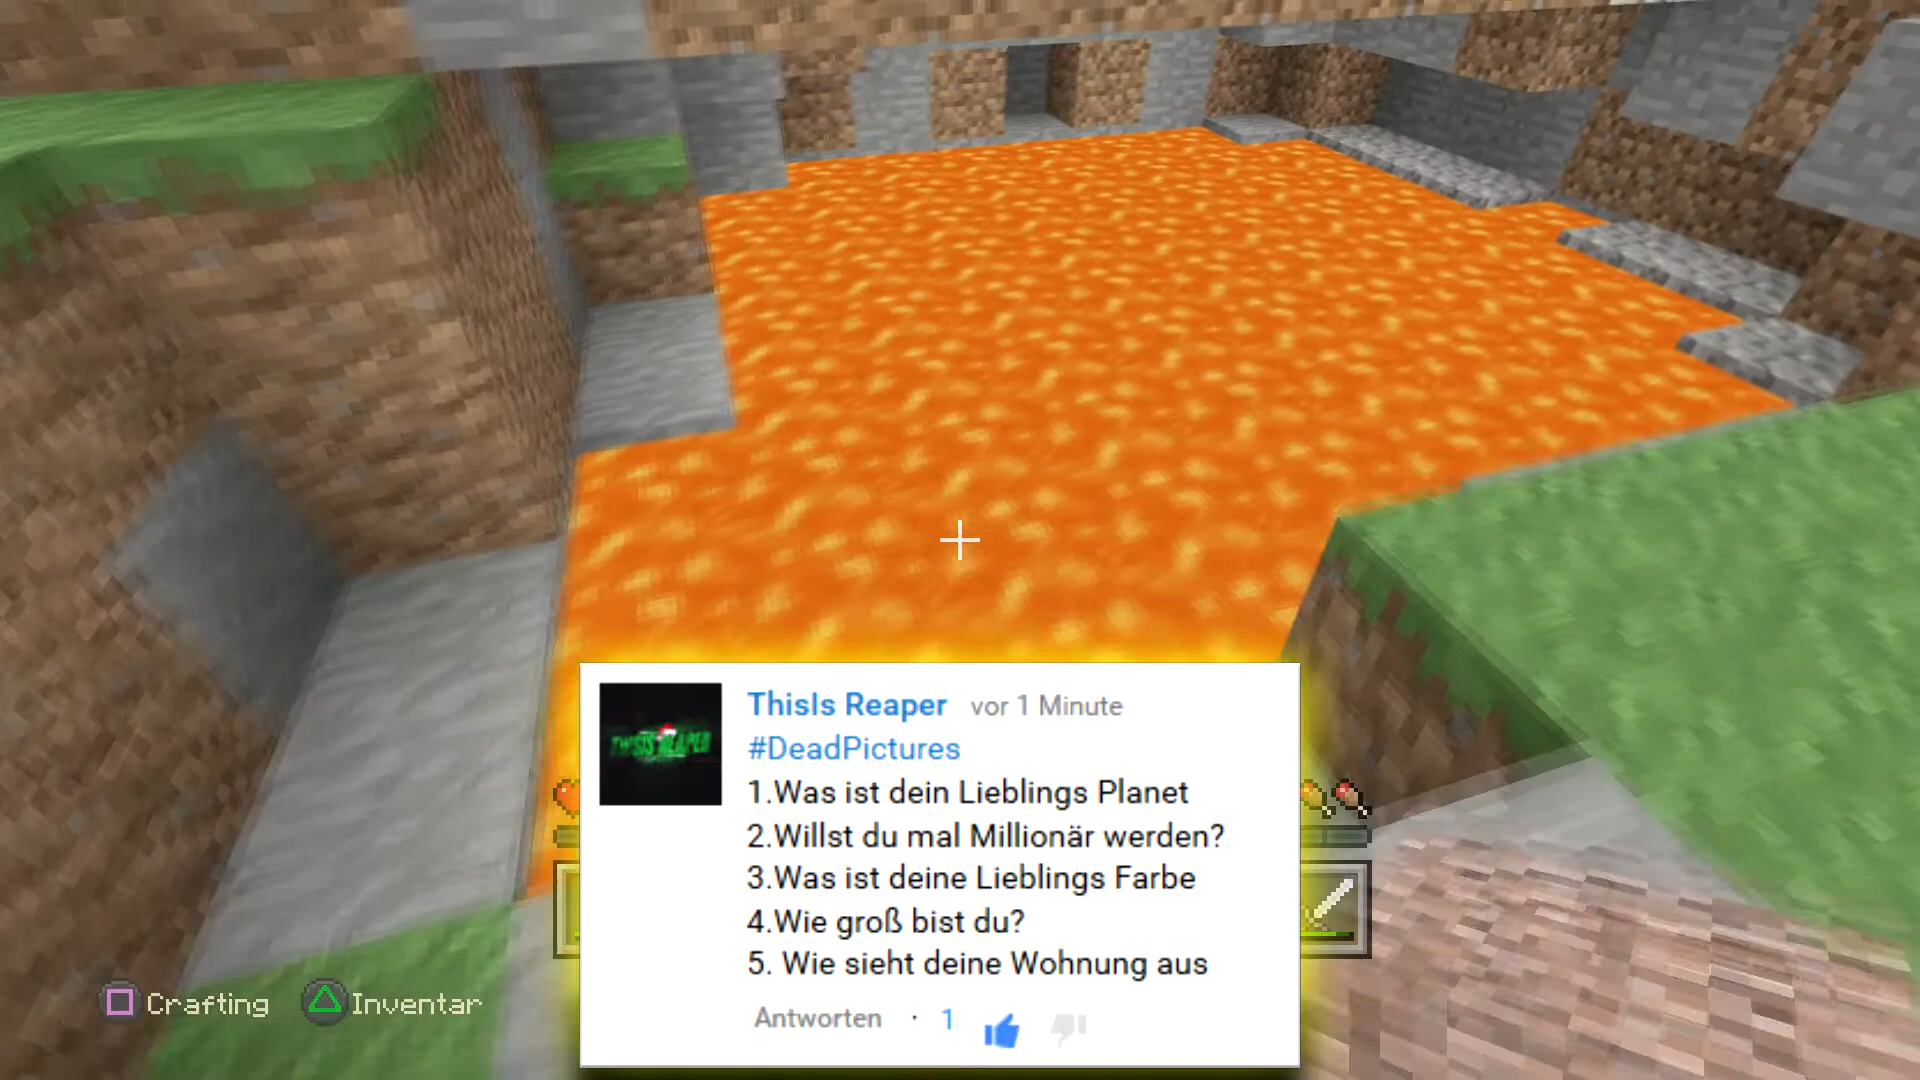 ThisIs Reaper vor 1 Minute
#DeadPictures
THISIS REAPER
1.Was ist dein Lieblings Planet
2.Willst du mal Millionär werden?
3.Was ist deine Lieblings Farbe
4.Wie groß bist du?
5. Wie sieht deine Wohnung aus
Antworten · 1
Crafting Inventar